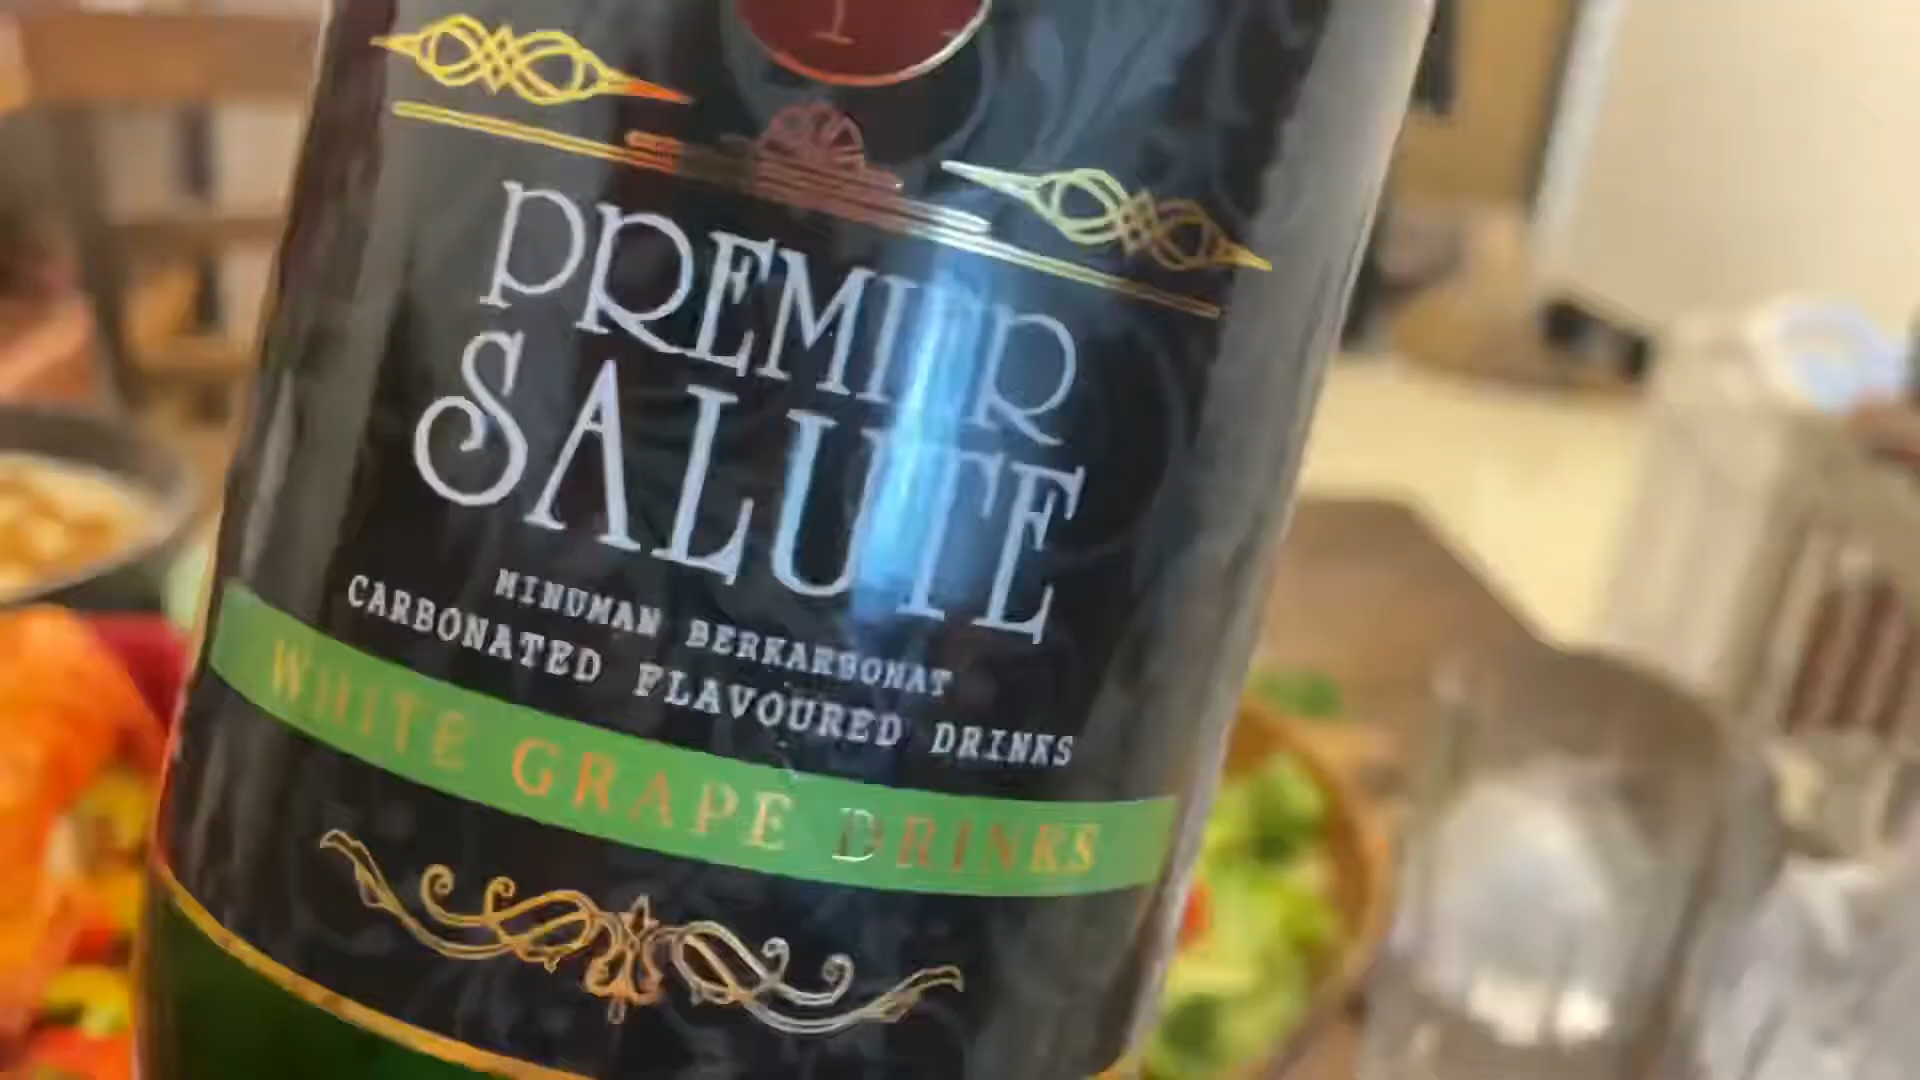 PREMIER
SALUTE
MINUMAN BERKARBONAT
CARBONATED FLAVOURED DRINKS
WHITE GRAPE DRINKS